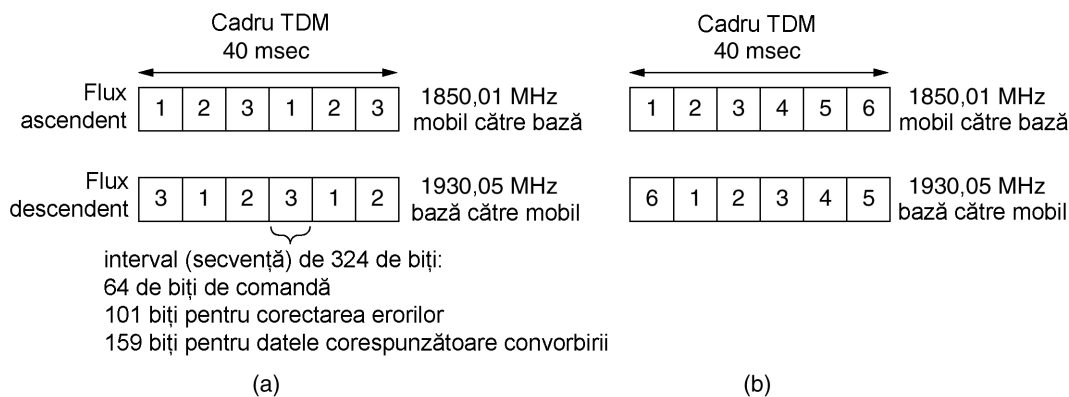 Cadru TDM
40 msec
Flux
ascendent
1 2 3 1 2 3
1850,01 MHz
mobil către bază
Flux
descendent
3 1 2 3 1 2
1930,05 MHz
bază către mobil
interval (secvență) de 324 de biți:
64 de biți de comandă
101 biți pentru corectarea erorilor
159 biți pentru datele corespunzătoare convorbirii
(a)
Cadru TDM
40 msec
1 2 3 4 5 6
1850,01 MHz
mobil către bază
6 1 2 3 4 5
1930,05 MHz
bază către mobil
(b)